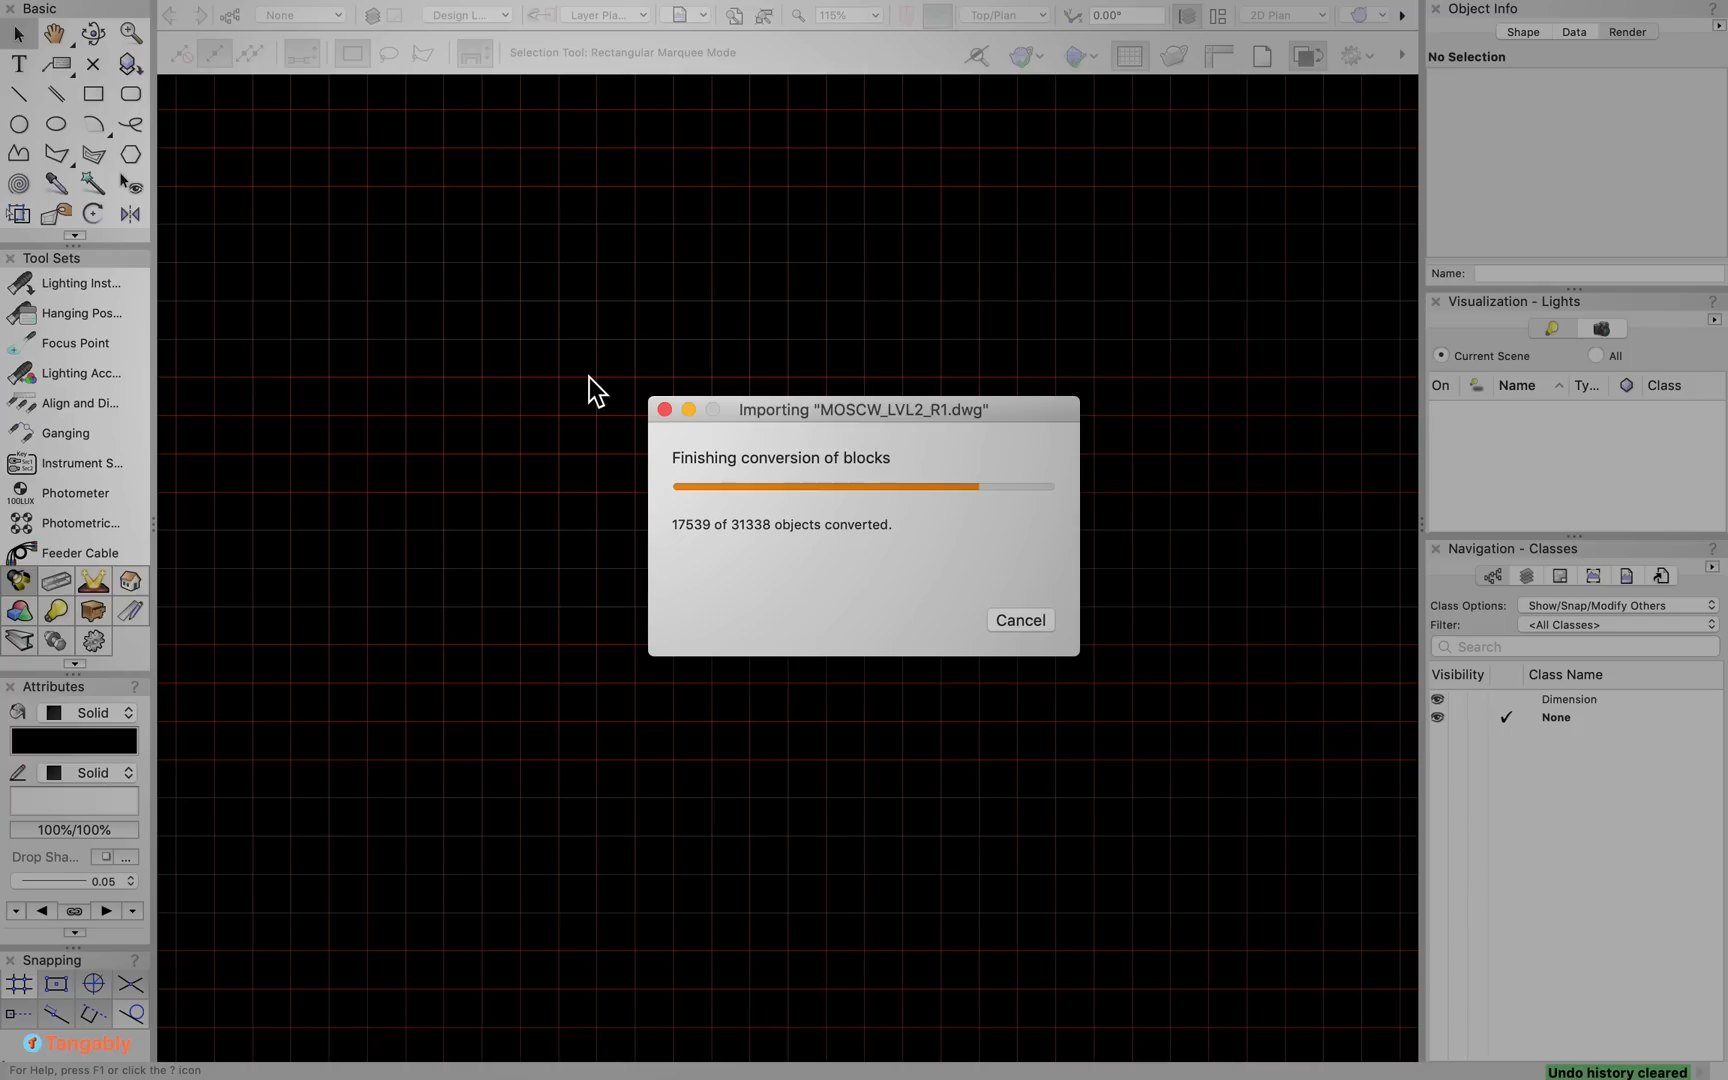 Basic
None
Design L...
Layer Pla...
115%
Top/Plan
0.00°
2D Plan
Object Info
?
Selection Tool: Rectangular Marquee Mode
Shape
Data
Render
No Selection
T
Tool Sets
Lighting Inst...
Hanging Pos...
Focus Point
Lighting Acc...
Align and Di...
Ganging
Instrument S...
Photometer
100LUX
Photometric...
Feeder Cable
Name:
Visualization - Lights
?
Current Scene
All
On
Name
Ty...
Class
Importing "MOSCW_LVL2_R1.dwg"
Finishing conversion of blocks
17539 of 31338 objects converted.
Cancel
Navigation - Classes
?
Class Options:
Show/Snap/Modify Others
Filter:
<All Classes>
Search
Visibility
Class Name
Dimension
None
Attributes
?
Solid
Solid
100%/100%
Drop Sha...
...
0.05
Snapping
?
Tangably
For Help, press F1 or click the ? icon
Undo history cleared